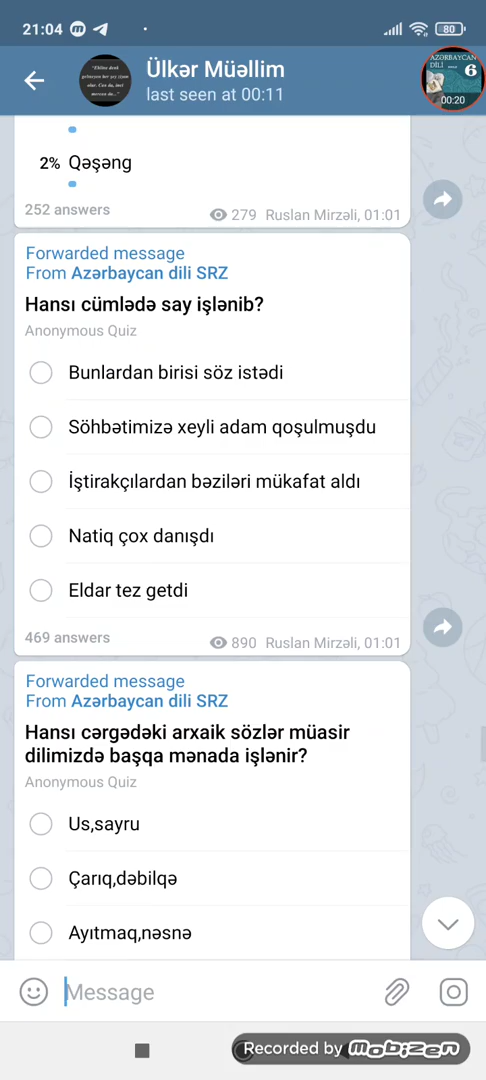 21:04
80
Ülkər Müəllim
last seen at 00:11
AZƏRBAYCAN
DİLİ
6
00:20
2% Qəşəng
252 answers
279 Ruslan Mirzəli, 01:01
Forwarded message
From Azərbaycan dili SRZ
Hansı cümlədə say işlənib?
Anonymous Quiz
Bunlardan birisi söz istədi
Söhbətimizə xeyli adam qoşulmuşdu
İştirakçılardan bəziləri mükafat aldı
Natiq çox danışdı
Eldar tez getdi
469 answers
890 Ruslan Mirzəli, 01:01
Forwarded message
From Azərbaycan dili SRZ
Hansı cərgədəki arxaik sözlər müasir
dilimizdə başqa mənada işlənir?
Anonymous Quiz
Us,sayru
Çarıq,dəbilqə
Ayıtmaq,nəsnə
Message
Recorded by mobizen